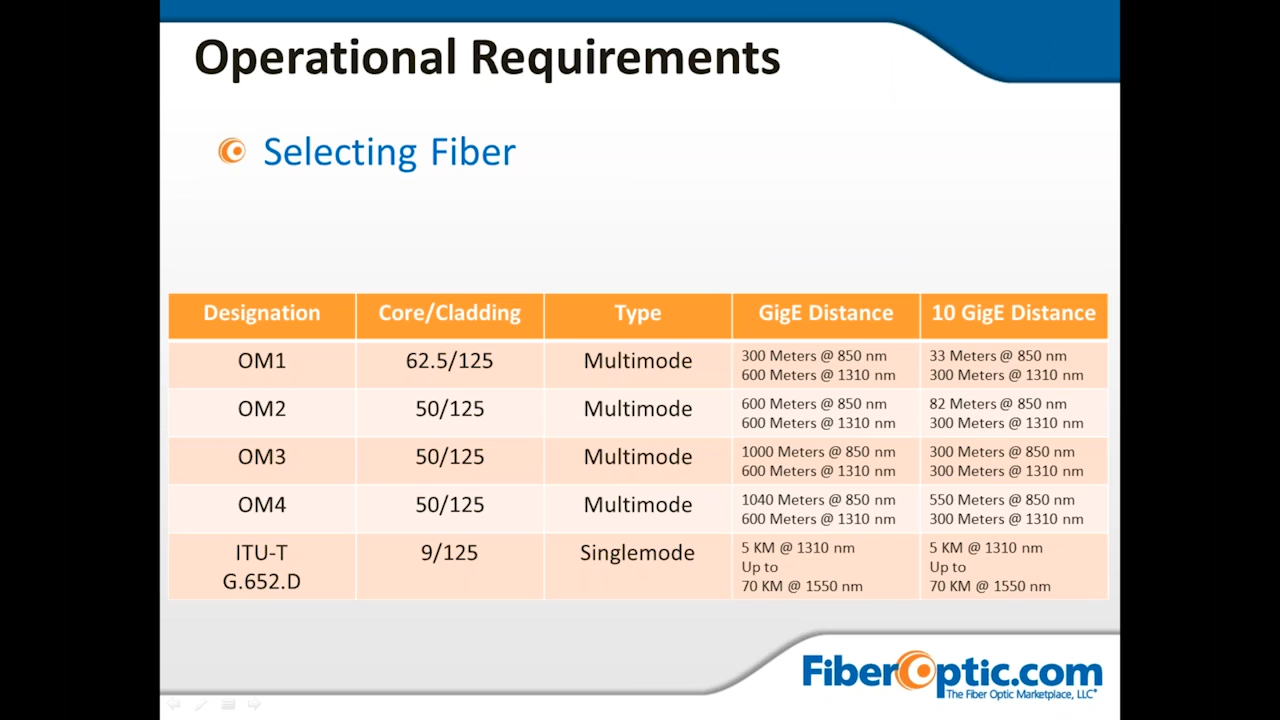 Operational Requirements
Selecting Fiber
Designation Core/Cladding Type GigE Distance 10 GigE Distance
OM1 62.5/125 Multimode 300 Meters @ 850 nm 33 Meters @ 850 nm
600 Meters @ 1310 nm 300 Meters @ 1310 nm
OM2 50/125 Multimode 600 Meters @ 850 nm 82 Meters @ 850 nm
600 Meters @ 1310 nm 300 Meters @ 1310 nm
OM3 50/125 Multimode 1000 Meters @ 850 nm 300 Meters @ 850 nm
600 Meters @ 1310 nm 300 Meters @ 1310 nm
OM4 50/125 Multimode 1040 Meters @ 850 nm 550 Meters @ 850 nm
600 Meters @ 1310 nm 300 Meters @ 1310 nm
ITU-T 9/125 Singlemode 5 KM @ 1310 nm 5 KM @ 1310 nm
G.652.D Up to Up to
70 KM @ 1550 nm 70 KM @ 1550 nm
FiberOptic.com
The Fiber Optic Marketplace, LLC